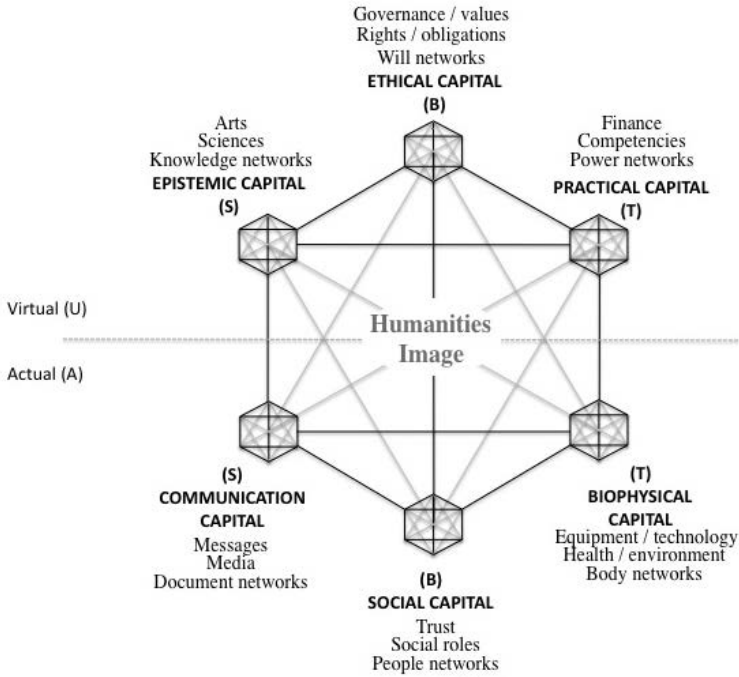 Governance / values
Rights / obligations
Will networks
ETHICAL CAPITAL
(B)
Arts
Sciences
Knowledge networks
EPISTEMIC CAPITAL
(S)
Finance
Competencies
Power networks
PRACTICAL CAPITAL
(T)
Virtual (U)
Humanities
Image
Actual (A)
(S)
COMMUNICATION
CAPITAL
Messages
Media
Document networks
(B)
SOCIAL CAPITAL
Trust
Social roles
People networks
(T)
BIOPHYSICAL
CAPITAL
Equipment / technology
Health / environment
Body networks